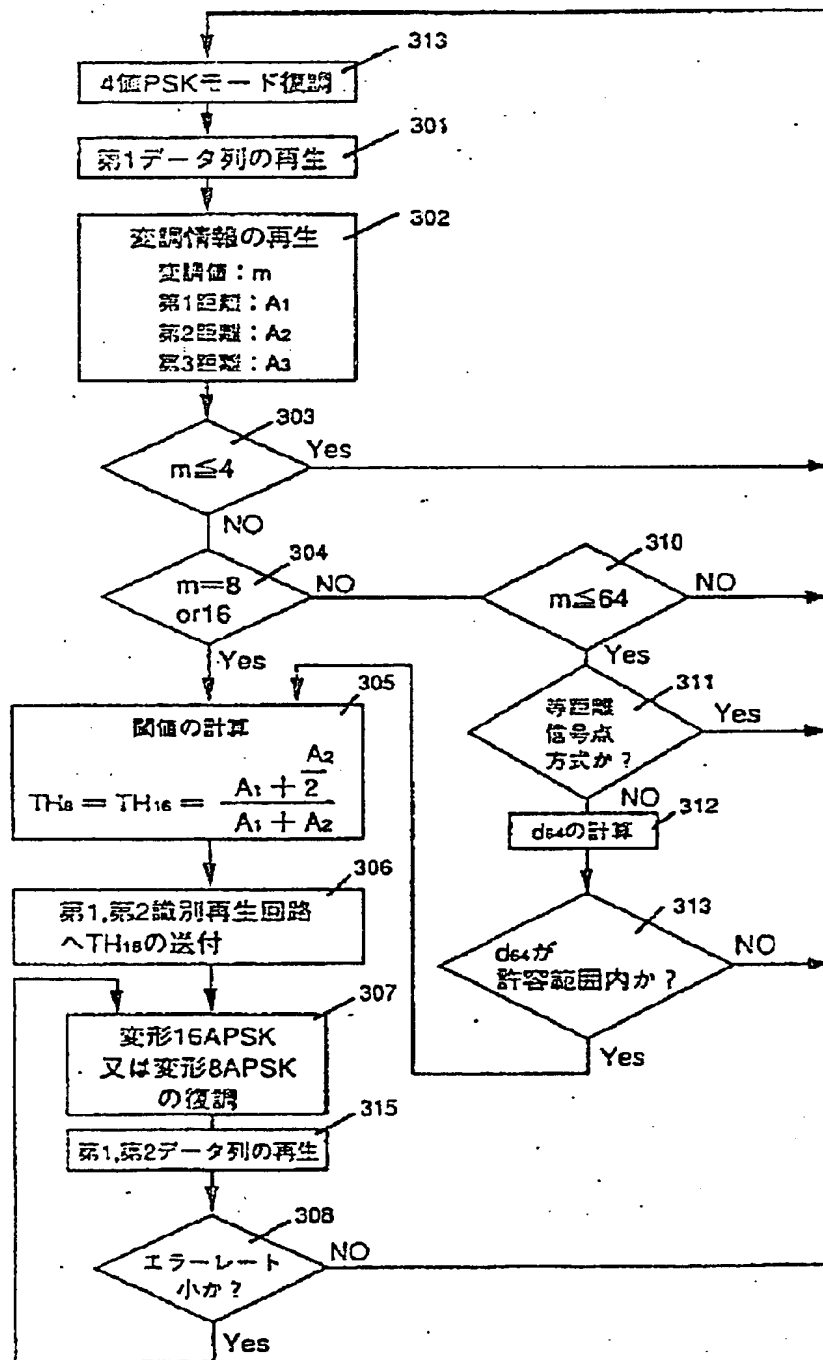 313
4値PSKモード復調
301
第1データ列の再生
302
変調情報の再生
変調値：m
第1距離：A1
第2距離：A2
第3距離：A3
303
m≦4
Yes
NO
304
m＝8
or16
NO
Yes
310
m≦64
NO
Yes
311
等距離
信号点
方式か？
Yes
NO
312
d64の計算
313
d64が
許容範囲内か？
NO
Yes
305
閾値の計算
TH8 ＝ TH16 ＝ (A1 + A2/2) / (A1 + A2)
306
第1,第2識別再生回路
へTH16の送付
307
変形16APSK
又は変形8APSK
の復調
315
第1,第2データ列の再生
308
エラーレート
小か？
NO
Yes